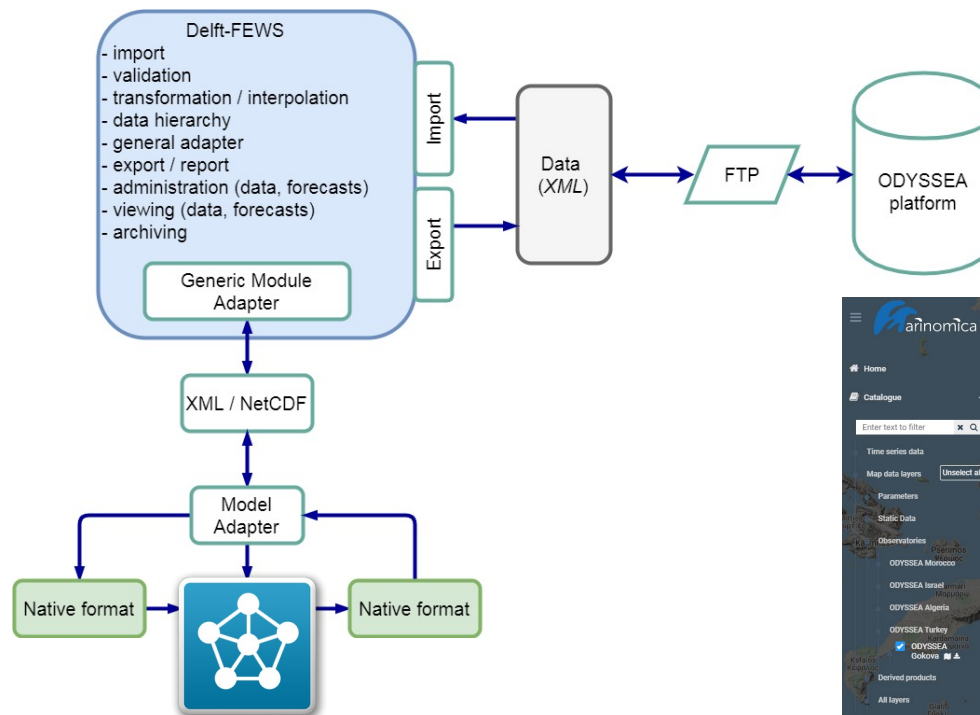 Delft-FEWS
- import
- validation
- transformation / interpolation
- data hierarchy
- general adapter
- export / report
- administration (data, forecasts)
- viewing (data, forecasts)
- archiving
Generic Module
Adapter
Import
Export
Data
(XML)
FTP
ODYSSEA
platform
XML / NetCDF
Model
Adapter
Native format
Native format
arinomica
Home
Catalogue
Enter text to filter
Time series data
Map data layers
Unselect al
Parameters
Static Data
Observatories
ODYSSEA Morocco
ODYSSEA Israel
ODYSSEA Algeria
ODYSSEA Turkey
ODYSSEA
Gokova
Derived products
All layers